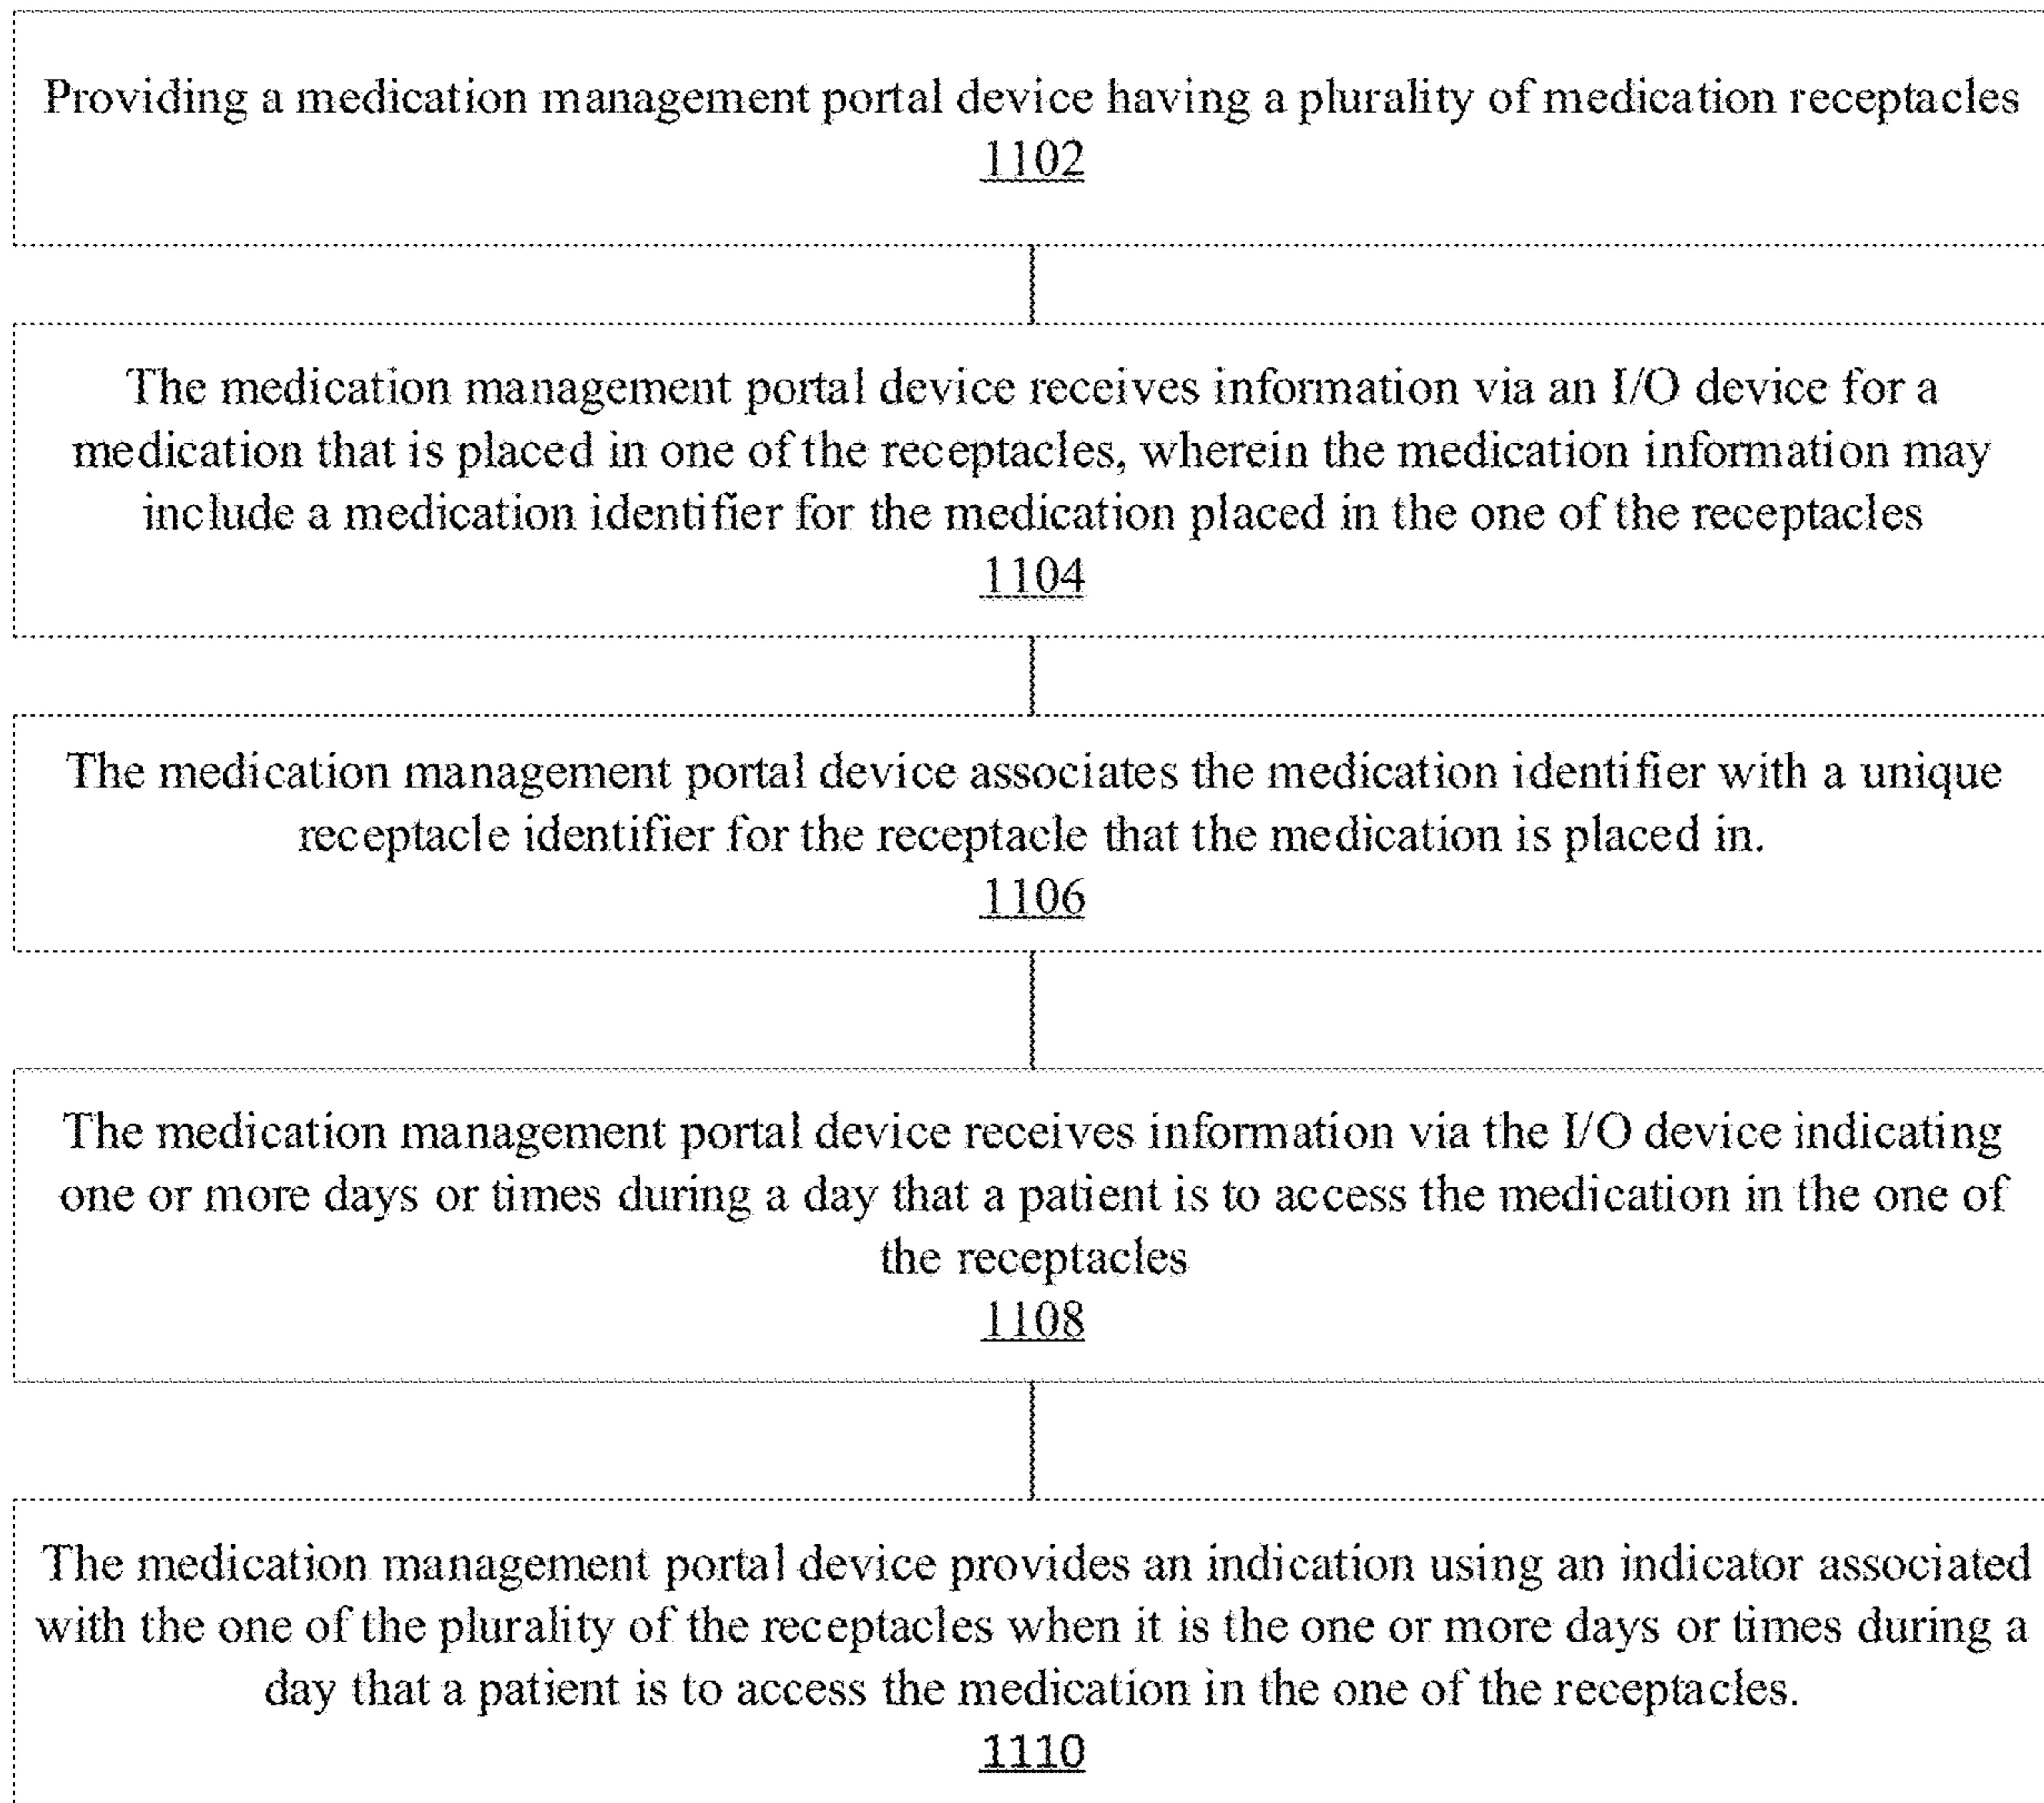 Providing a medication management portal device having a plurality of medication receptacles
1102
The medication management portal device receives information via an I/O device for a
medication that is placed in one of the receptacles, wherein the medication information may
include a medication identifier for the medication placed in the one of the receptacles
1104
The medication management portal device associates the medication identifier with a unique
receptacle identifier for the receptacle that the medication is placed in.
1106
The medication management portal device receives information via the I/O device indicating
one or more days or times during a day that a patient is to access the medication in the one of
the receptacles
1108
The medication management portal device provides an indication using an indicator associated
with the one of the plurality of the receptacles when it is the one or more days or times during a
day that a patient is to access the medication in the one of the receptacles.
1110